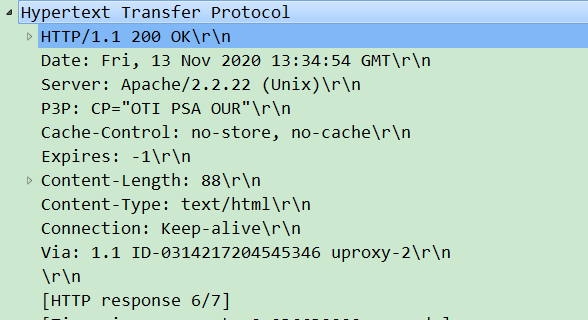 Hypertext Transfer Protocol
HTTP/1.1 200 OK\r\n
Date: Fri, 13 Nov 2020 13:34:54 GMT\r\n
Server: Apache/2.2.22 (Unix)\r\n
P3P: CP="OTI PSA OUR"\r\n
Cache-Control: no-store, no-cache\r\n
Expires: -1\r\n
Content-Length: 88\r\n
Content-Type: text/html\r\n
Connection: Keep-alive\r\n
Via: 1.1 ID-0314217204545346 uproxy-2\r\n
\r\n
[HTTP response 6/7]